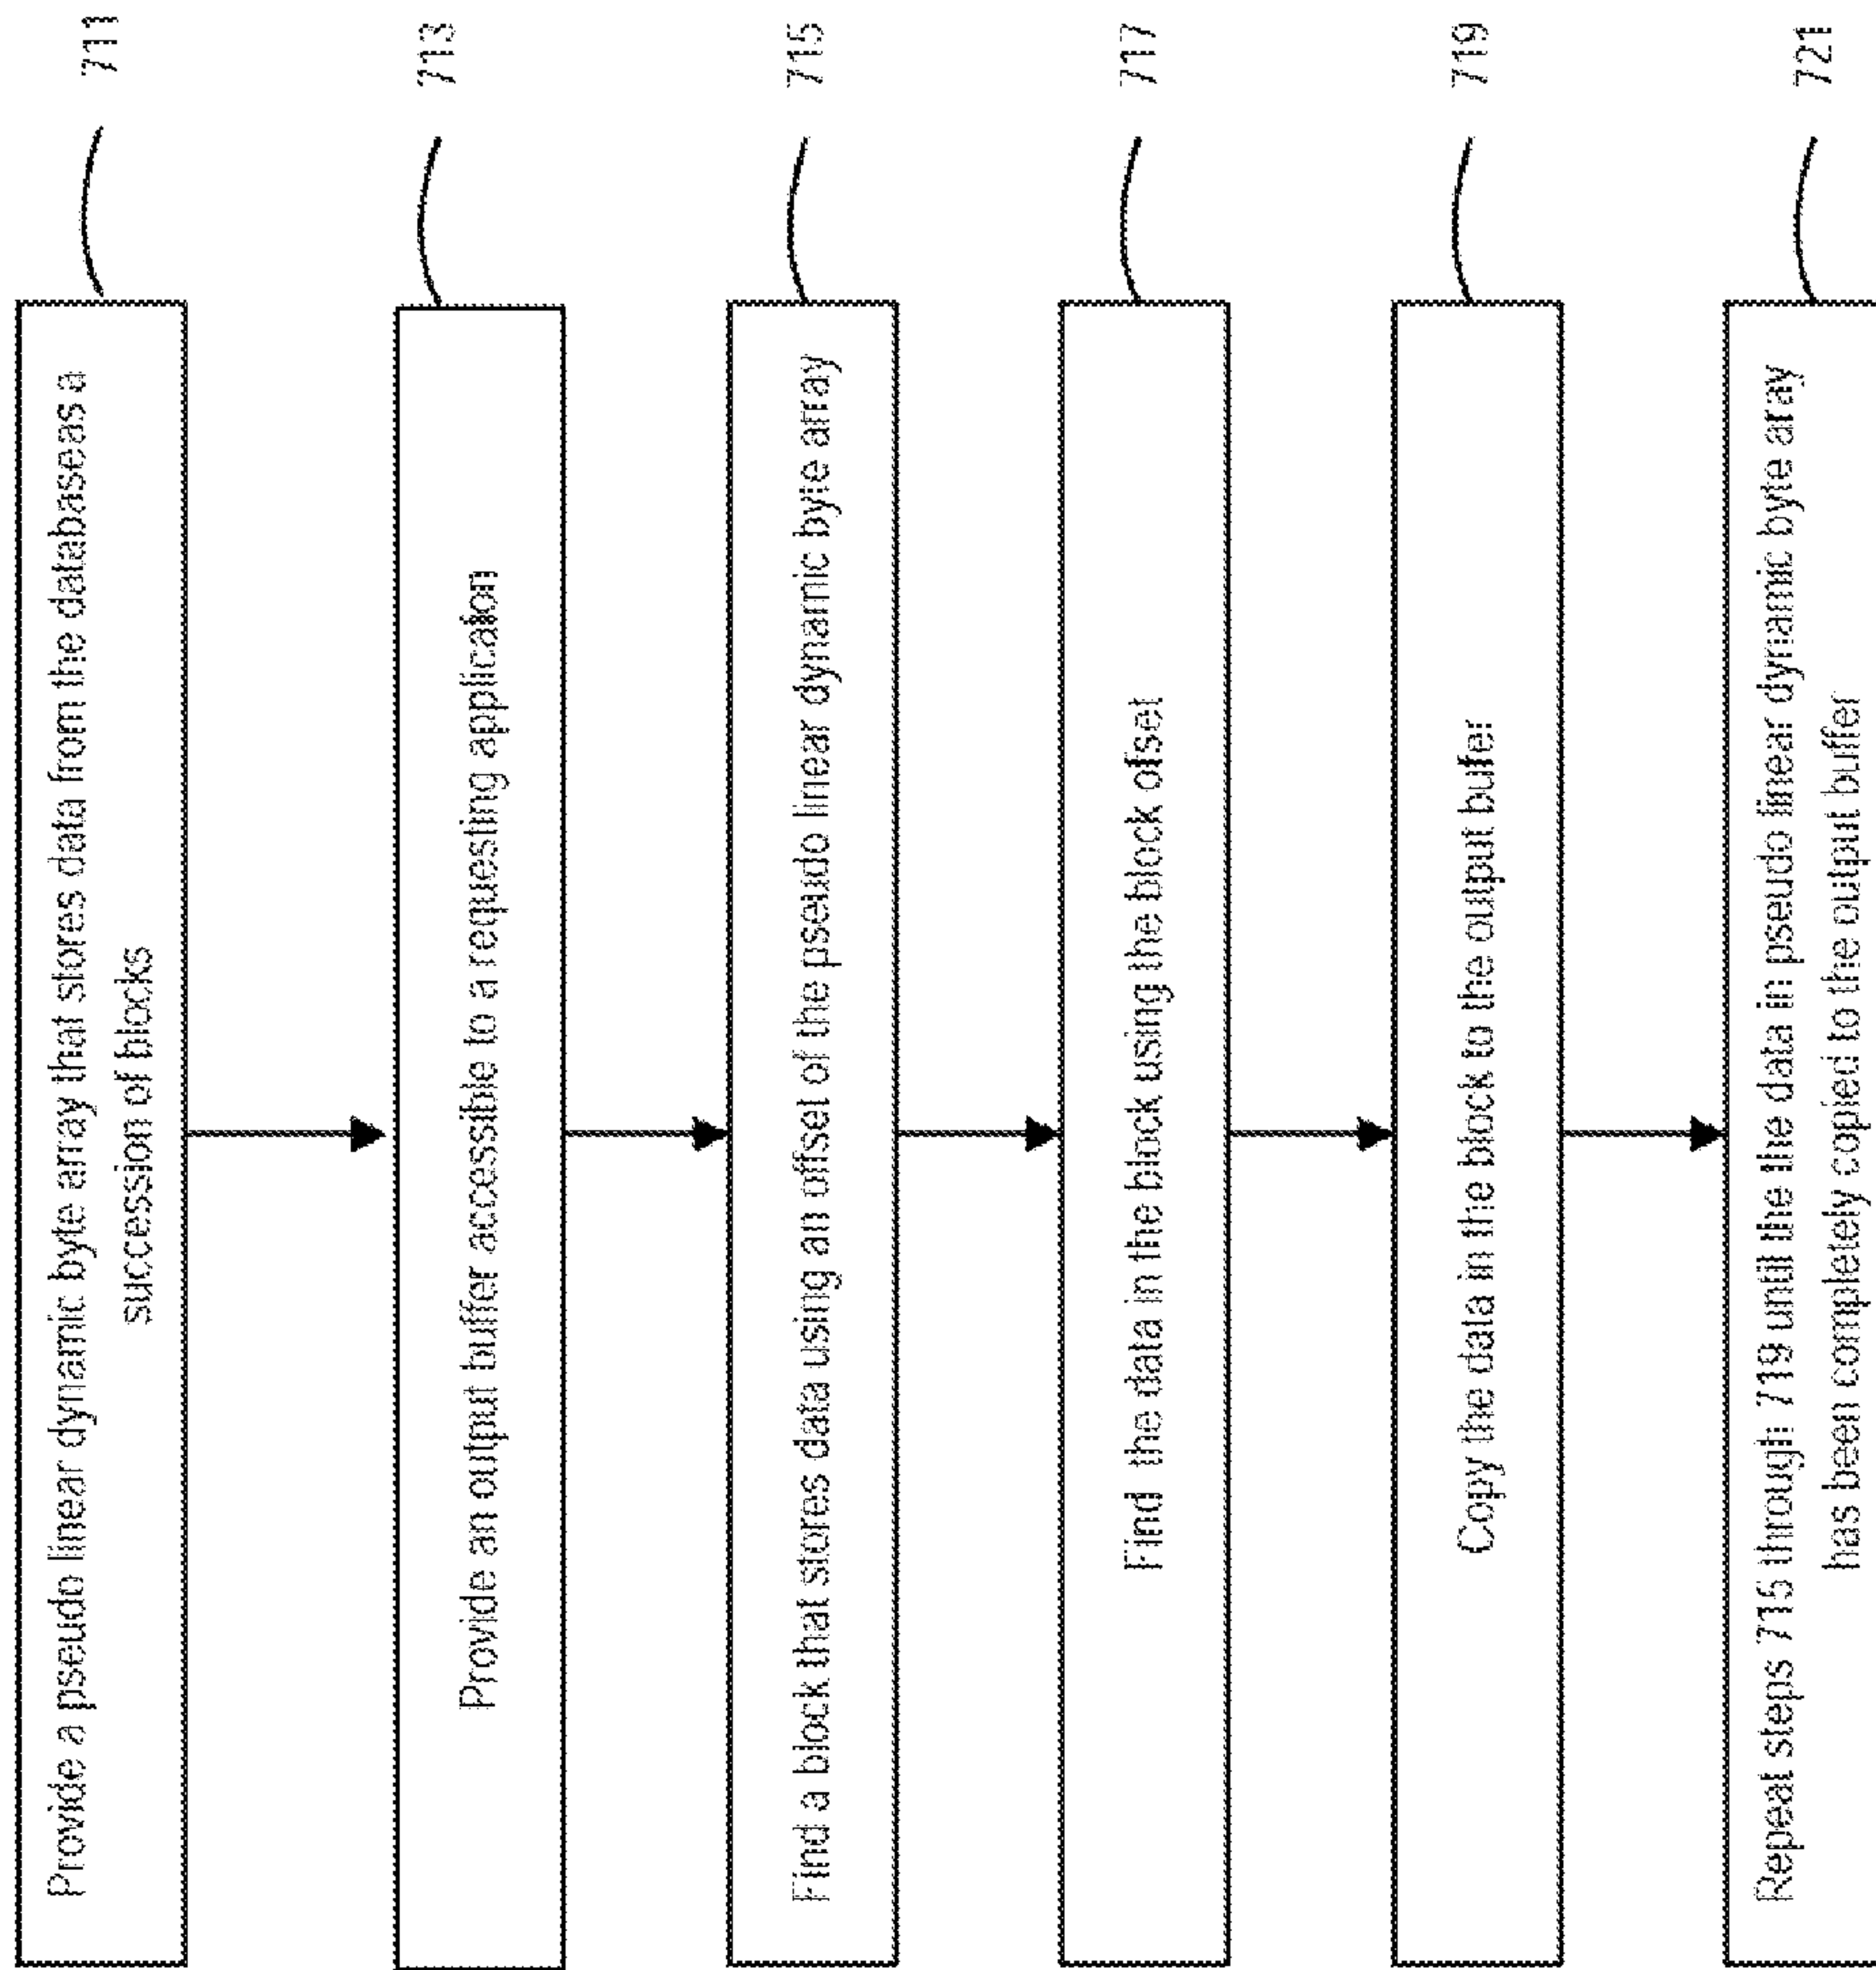 Provide a pseudo linear dynamic byte array that stores data from the databaseas a
succession of blocks
711
Provide an output buffer accessible to a requesting application
713
Find a block that stores data using an offset of the pseudo linear dynamic byte array
715
Find the data in the block using the block offset
717
Copy the data in the block to the output buffer
719
Repeat steps 715 through 719 until the the data in pseudo linear dynamic byte array
has been completely copied to the output buffer
721